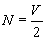 N = V/2